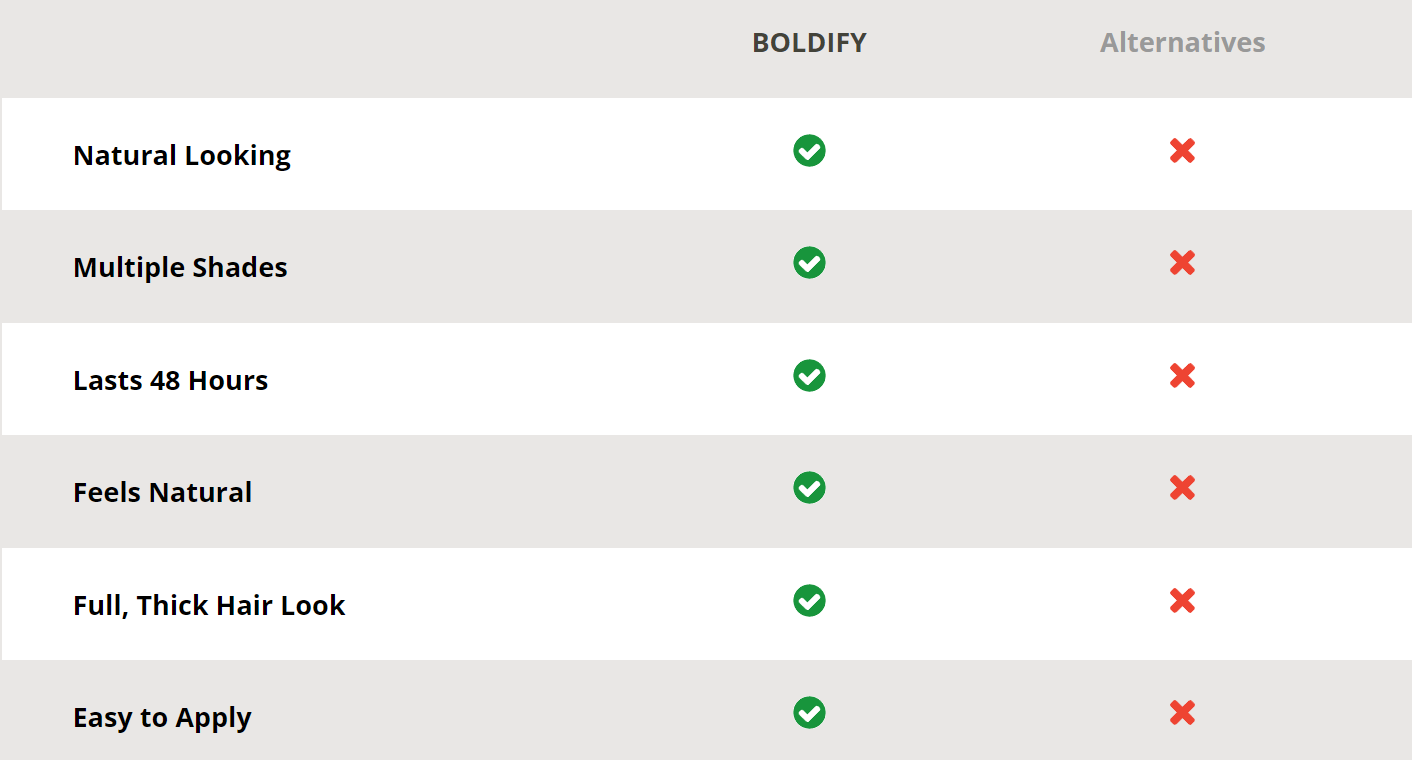 BOLDIFY Alternatives
Natural Looking
Multiple Shades
Lasts 48 Hours
Feels Natural
Full, Thick Hair Look
Easy to Apply